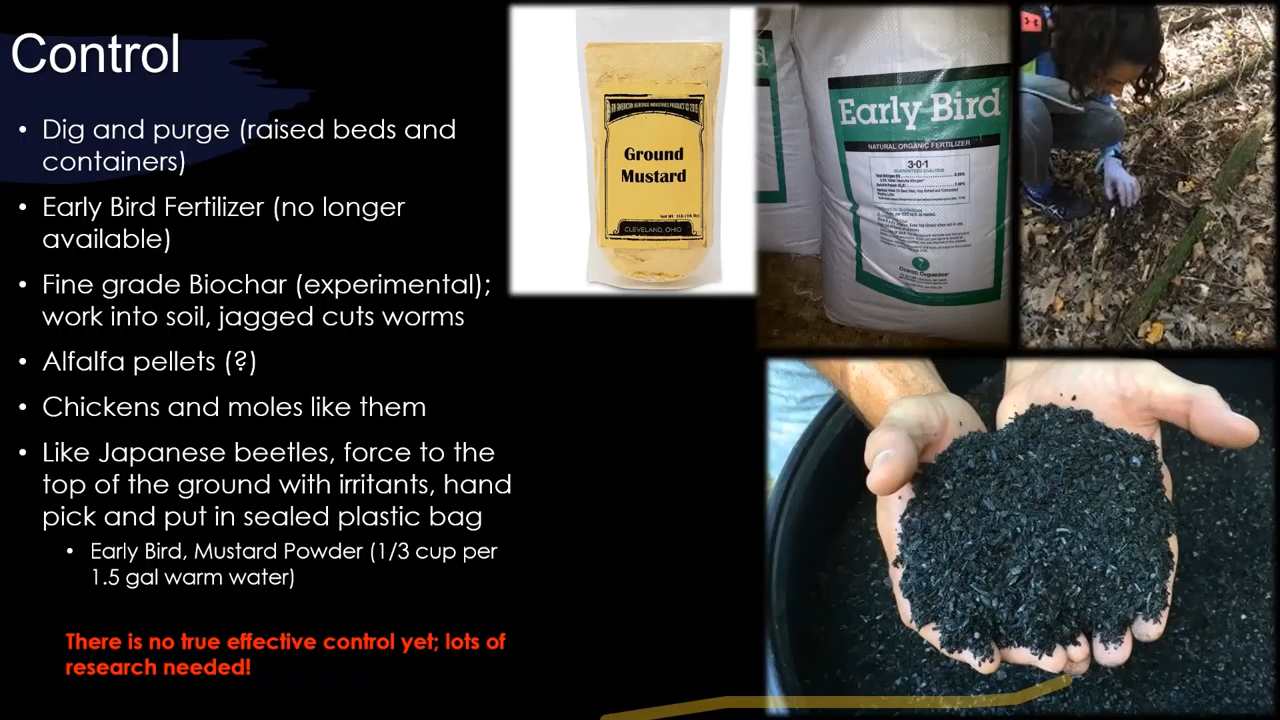 Control
• Dig and purge (raised beds and
containers)
• Early Bird Fertilizer (no longer
available)
• Fine grade Biochar (experimental);
work into soil, jagged cuts worms
• Alfalfa pellets (?)
• Chickens and moles like them
• Like Japanese beetles, force to the
top of the ground with irritants, hand
pick and put in sealed plastic bag
• Early Bird, Mustard Powder (1/3 cup per
1.5 gal warm water)
There is no true effective control yet; lots of
research needed!
Ground
Mustard
CLEVELAND, OHIO
d
Early Bird
NATURAL ORGANIC FERTILIZER
3-0-1
GUARANTEED ANALYSIS
Ocean Organics